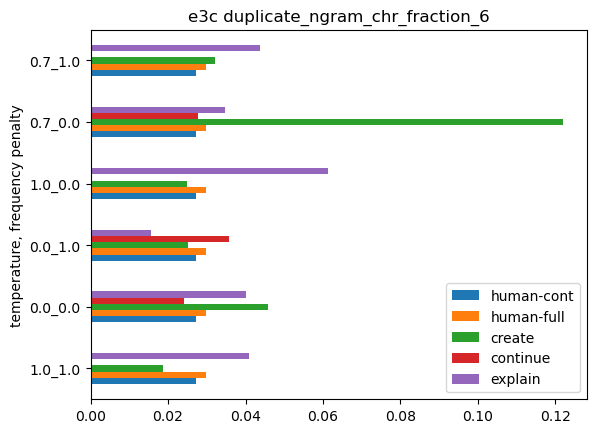 e3c duplicate_ngram_chr_fraction_6
temperature, frequency penalty
0.7_1.0
0.7_0.0
1.0_0.0
0.0_1.0
0.0_0.0
1.0_1.0
human-cont
human-full
create
continue
explain
0.00 0.02 0.04 0.06 0.08 0.10 0.12